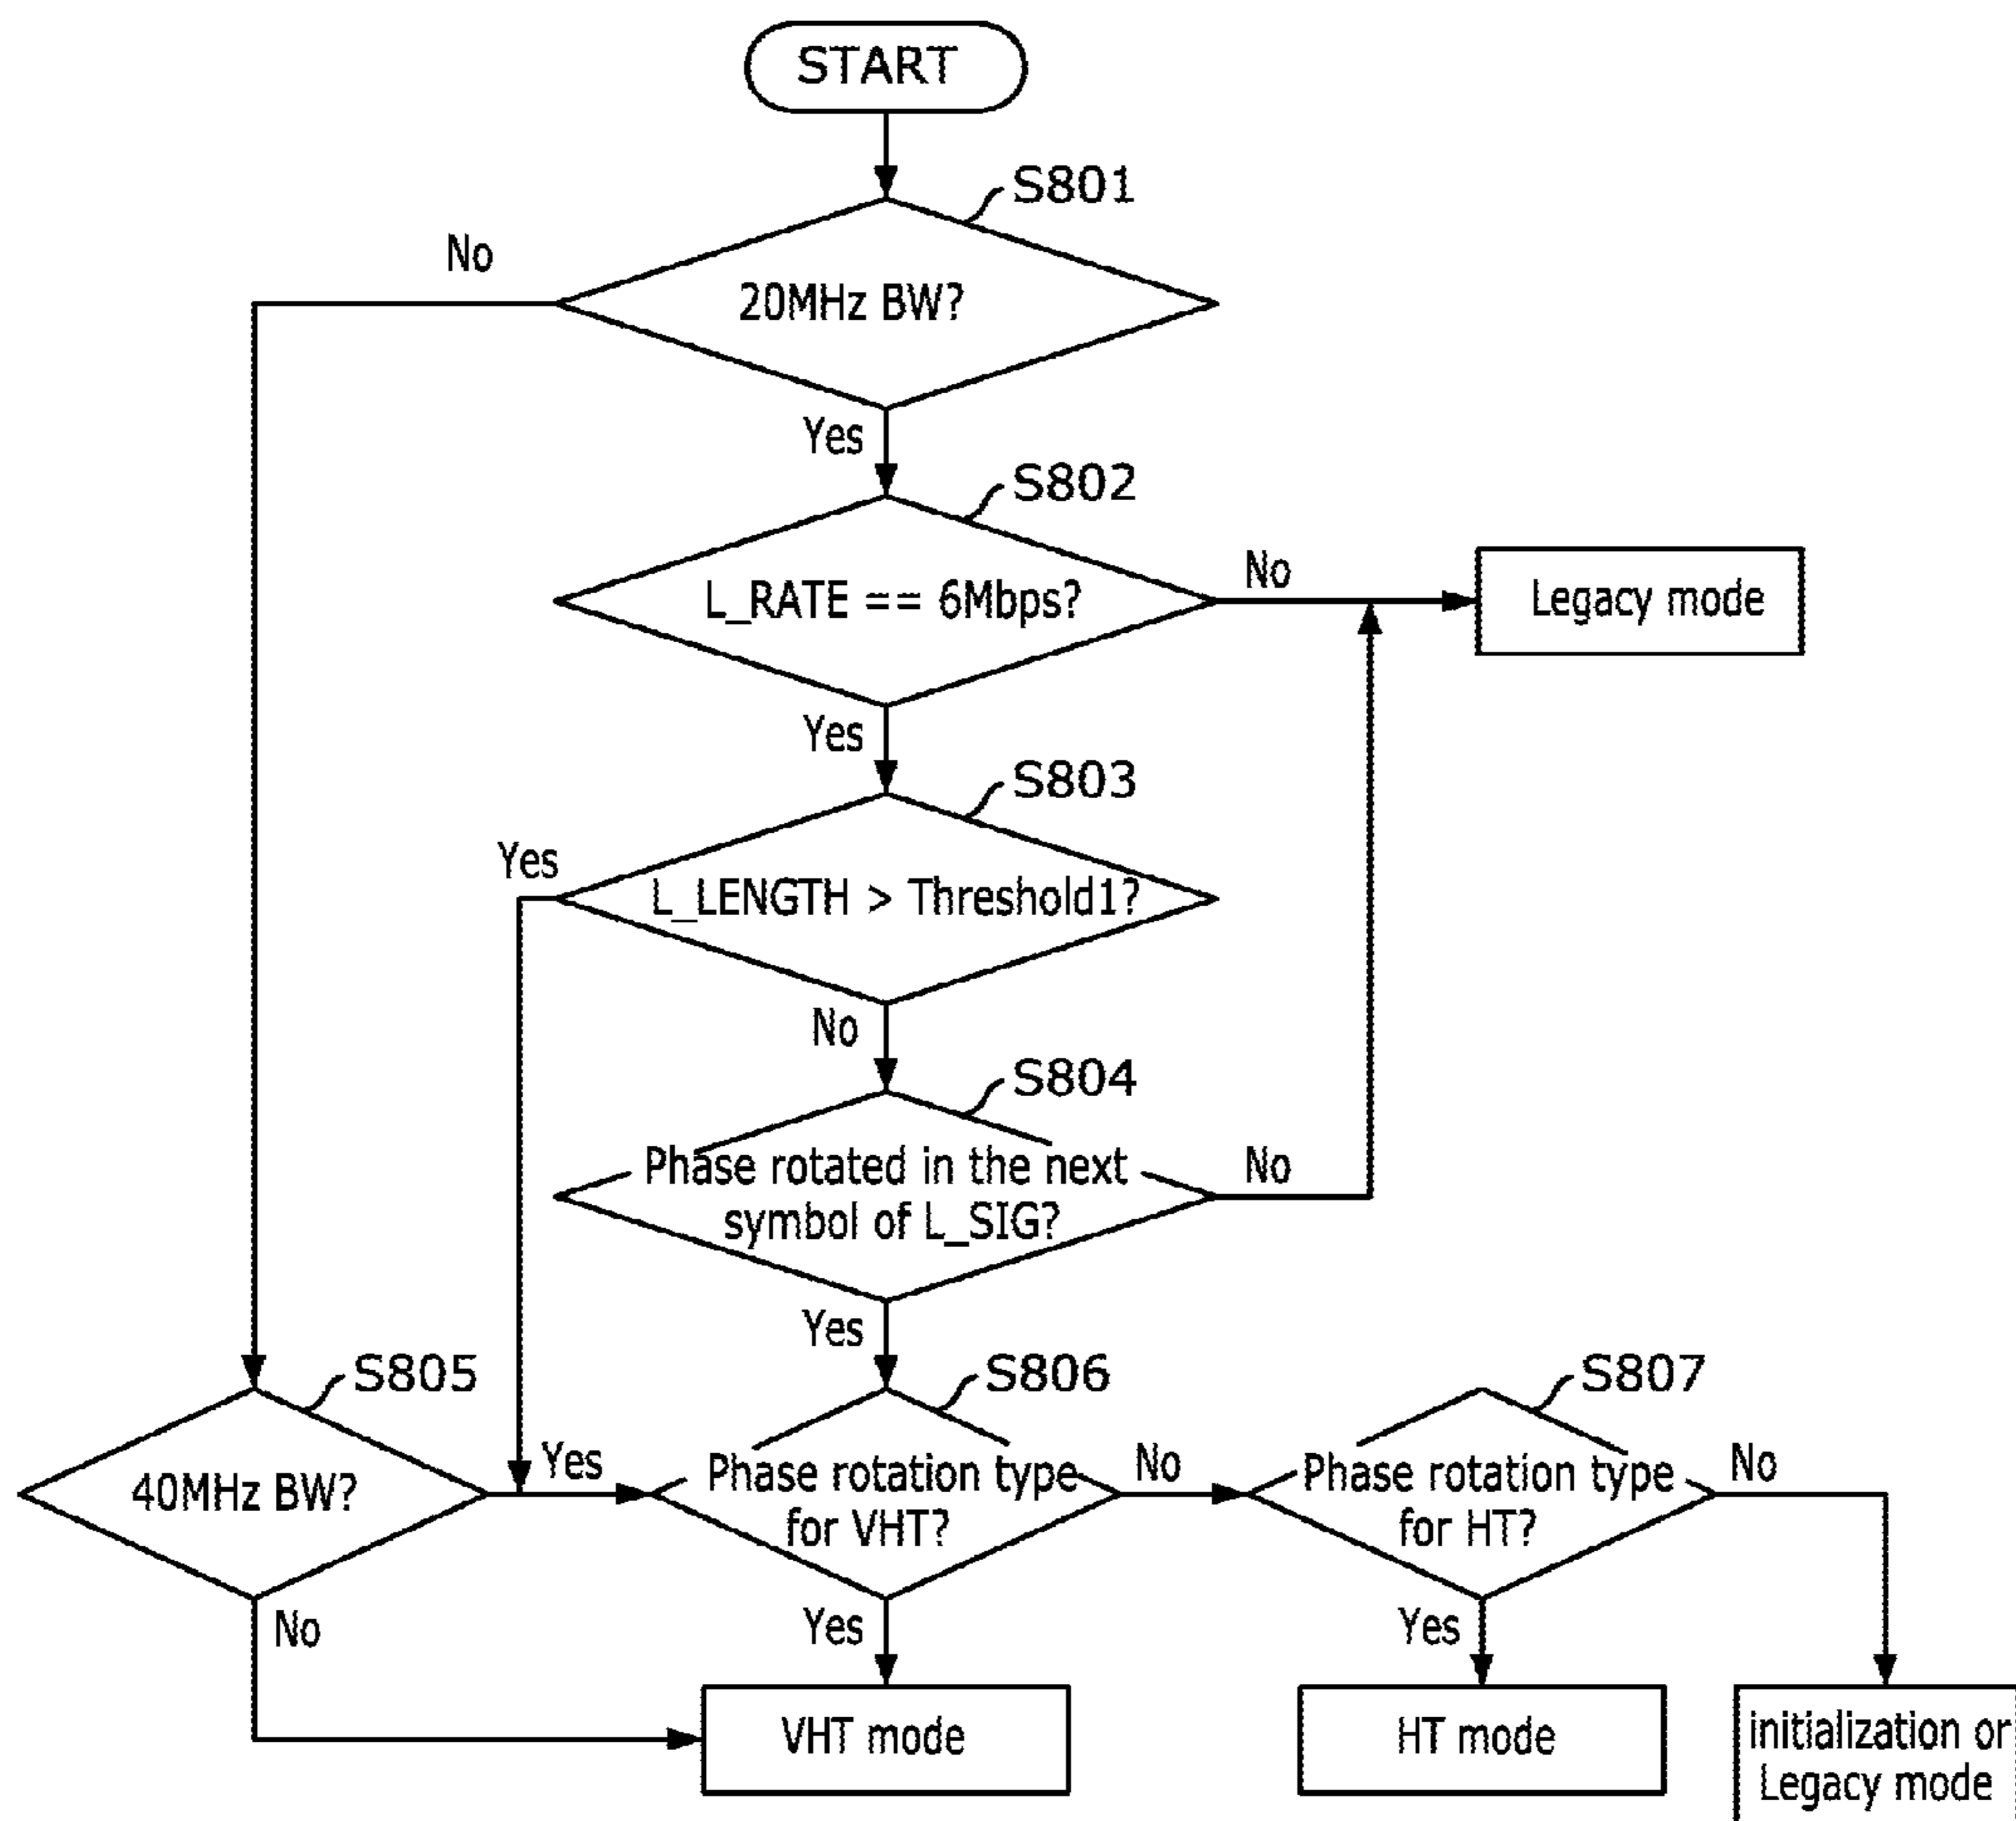 START
S801
No
20MHz BW?
Yes
S802
No
L_RATE == 6Mbps?
Legacy mode
Yes
S803
Yes
L_LENGTH > Threshold1?
No
S804
Phase rotated in the next
symbol of L_SIG?
No
Yes
S805
S806
S807
40MHz BW?
Yes
Phase rotation type
for VHT?
No
Phase rotation type
for HT?
No
No
Yes
Yes
VHT mode
HT mode
initialization or
Legacy mode